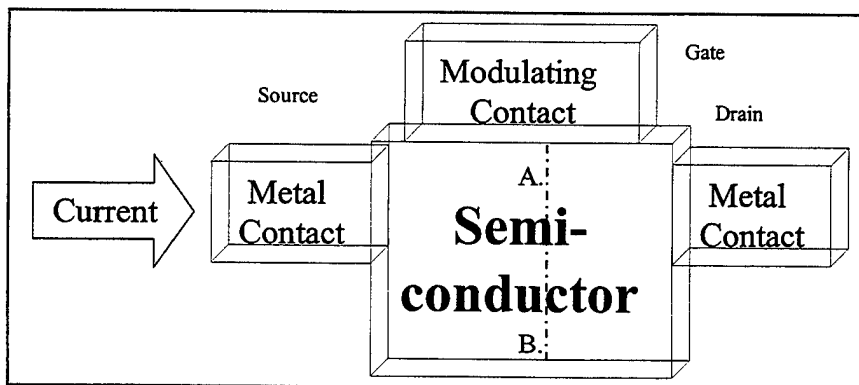 Gate
Modulating
Contact
Source
Drain
A.
Current
Metal
Contact
Semi-
conductor
Metal
Contact
B.